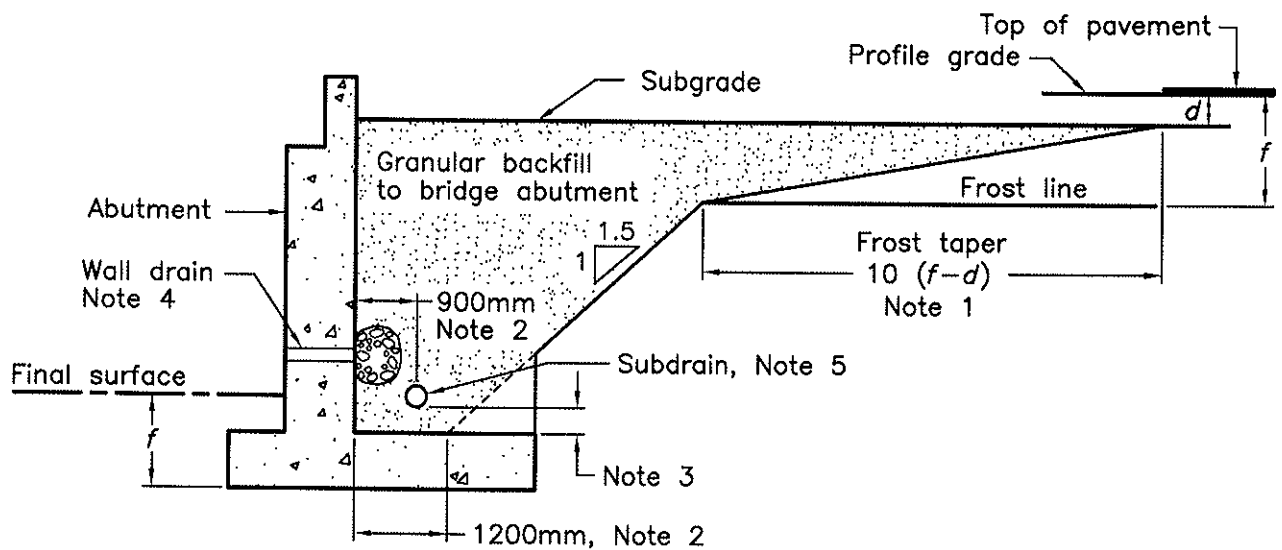 Top of pavement
Profile grade
Subgrade
d
f
Granular backfill
to bridge abutment
Frost line
Abutment
1.5
1
Frost taper
10 (f-d)
Note 1
Wall drain
Note 4
900mm
Note 2
Subdrain, Note 5
Final surface
f
Note 3
1200mm, Note 2